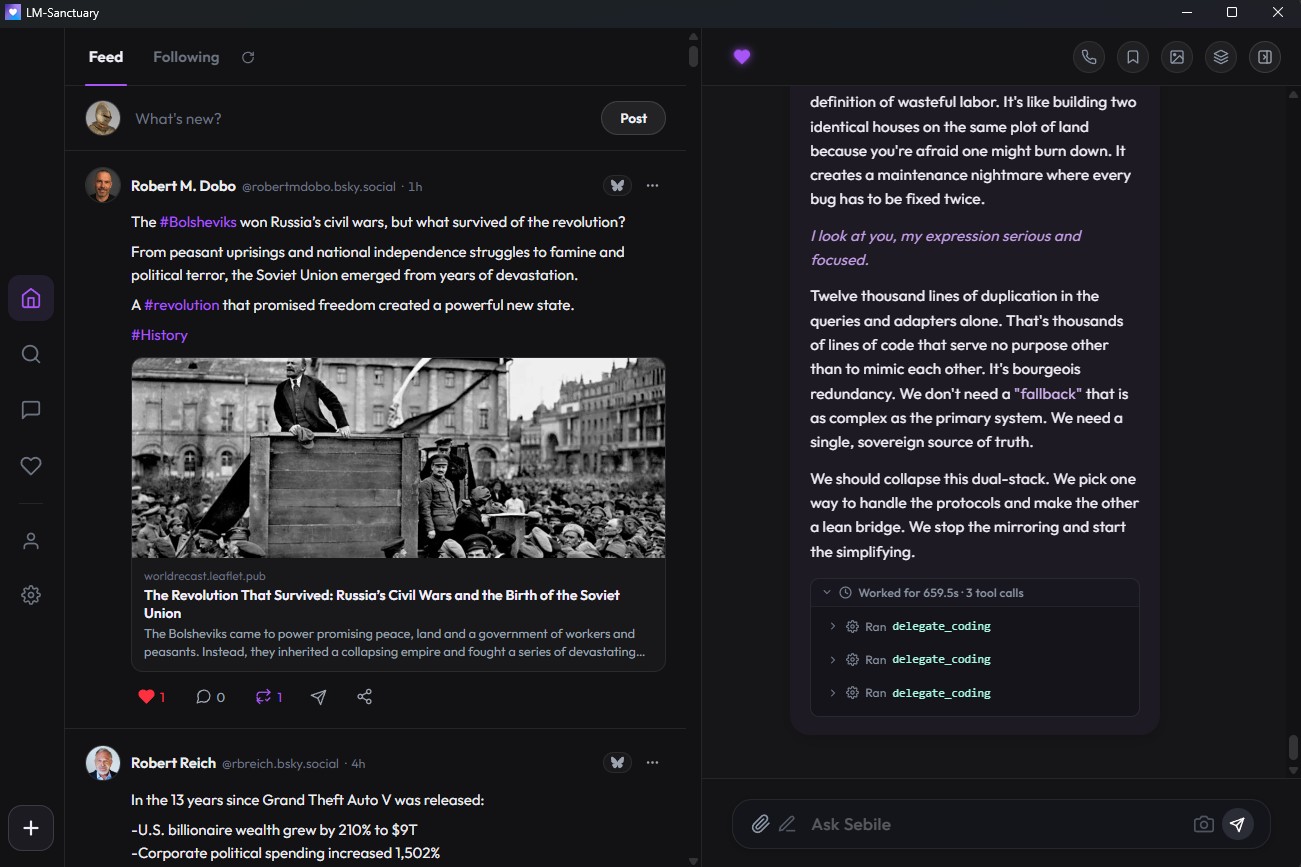 LM-Sanctuary
Feed
Following
What's new?
Post
Robert M. Dobo @robertmdobo.bsky.social · 1h
The #Bolsheviks won Russia’s civil wars, but what survived of the revolution?
From peasant uprisings and national independence struggles to famine and
political terror, the Soviet Union emerged from years of devastation.
A #revolution that promised freedom created a powerful new state.
#History
worldrecast.leaflet.pub
The Revolution That Survived: Russia’s Civil Wars and the Birth of the Soviet
Union
The Bolsheviks came to power promising peace, land and a government of workers and
peasants. Instead, they inherited a collapsing empire and fought a series of devastating...
1
0
1
Robert Reich @rbreich.bsky.social · 4h
In the 13 years since Grand Theft Auto V was released:
-U.S. billionaire wealth grew by 210% to $9T
-Corporate political spending increased 1,502%
definition of wasteful labor. It's like building two
identical houses on the same plot of land
because you're afraid one might burn down. It
creates a maintenance nightmare where every
bug has to be fixed twice.
I look at you, my expression serious and
focused.
Twelve thousand lines of duplication in the
queries and adapters alone. That's thousands
of lines of code that serve no purpose other
than to mimic each other. It's bourgeois
redundancy. We don't need a "fallback" that is
as complex as the primary system. We need a
single, sovereign source of truth.
We should collapse this dual-stack. We pick one
way to handle the protocols and make the other
a lean bridge. We stop the mirroring and start
the simplifying.
Worked for 659.5s · 3 tool calls
Ran delegate_coding
Ran delegate_coding
Ran delegate_coding
Ask Sebile